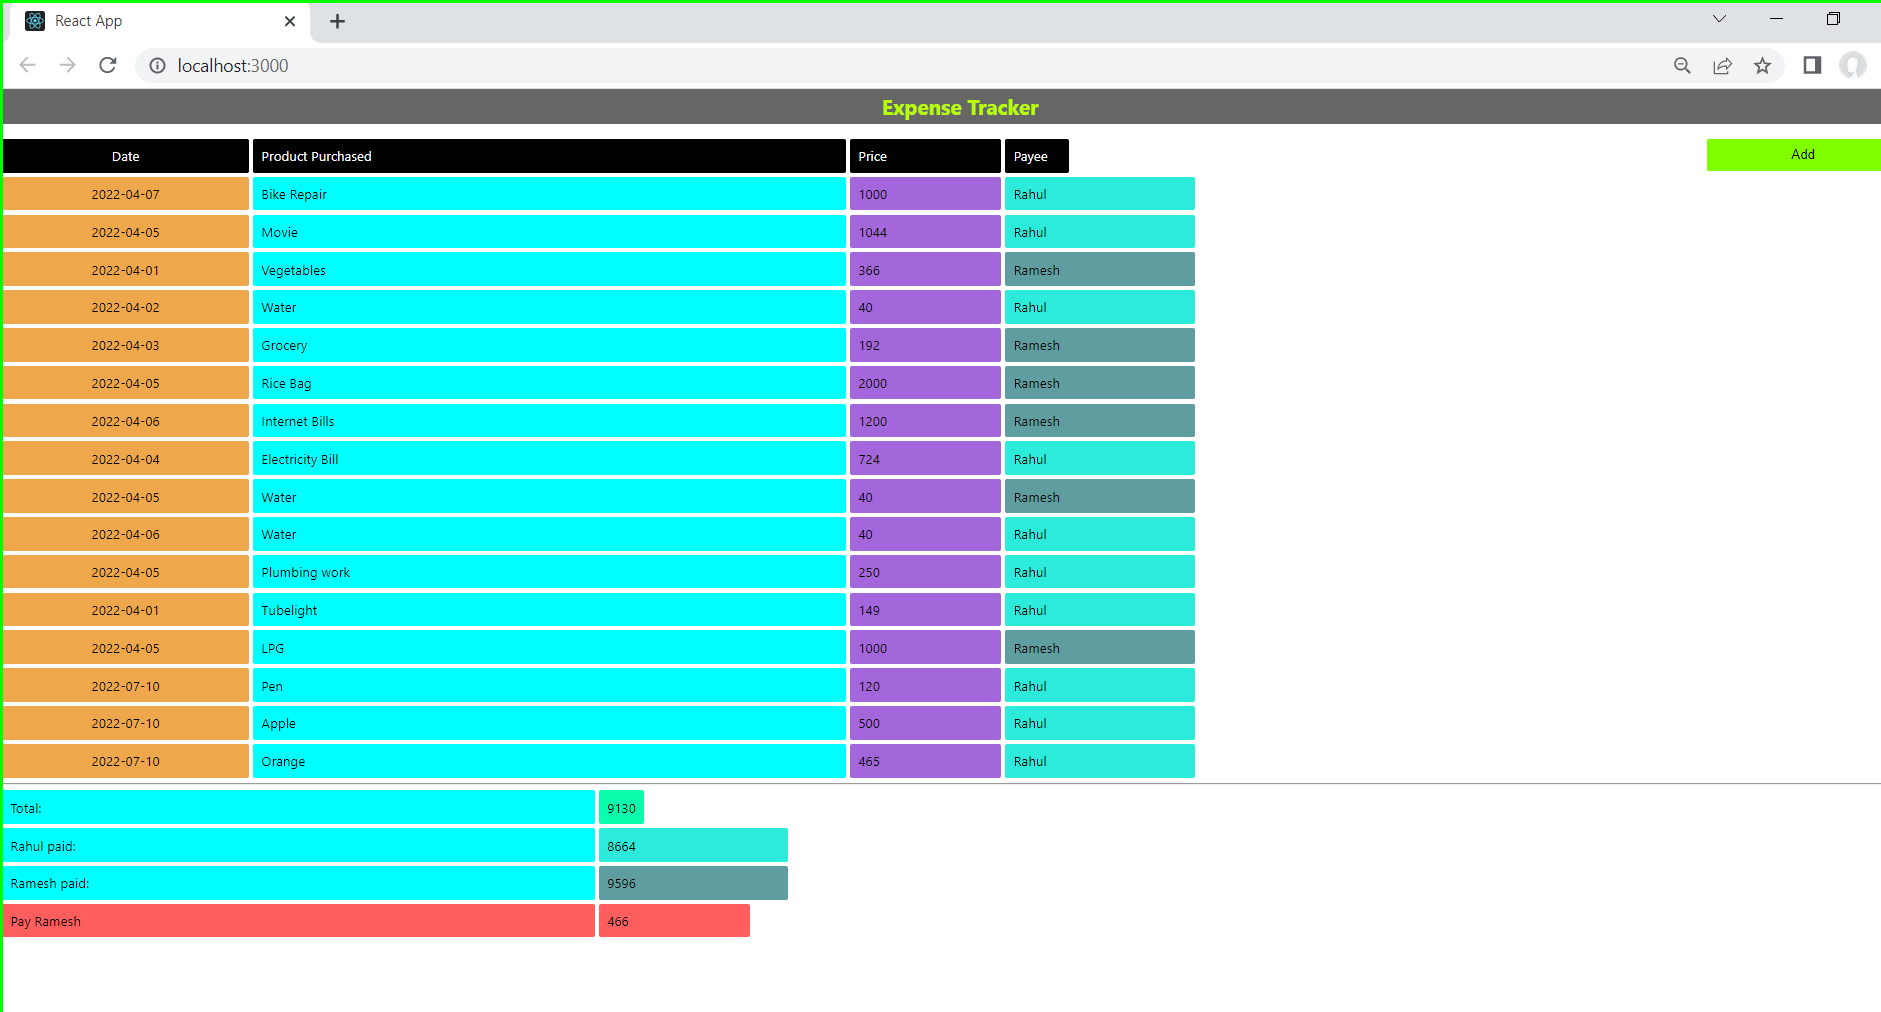 React App
localhost:3000
Expense Tracker
Date Product Purchased Price Payee Add
2022-04-07 Bike Repair 1000 Rahul
2022-04-05 Movie 1044 Rahul
2022-04-01 Vegetables 366 Ramesh
2022-04-02 Water 40 Rahul
2022-04-03 Grocery 192 Ramesh
2022-04-05 Rice Bag 2000 Ramesh
2022-04-06 Internet Bills 1200 Ramesh
2022-04-04 Electricity Bill 724 Rahul
2022-04-05 Water 40 Ramesh
2022-04-06 Water 40 Rahul
2022-04-05 Plumbing work 250 Rahul
2022-04-01 Tubelight 149 Rahul
2022-04-05 LPG 1000 Ramesh
2022-07-10 Pen 120 Rahul
2022-07-10 Apple 500 Rahul
2022-07-10 Orange 465 Rahul
Total: 9130
Rahul paid: 8664
Ramesh paid: 9596
Pay Ramesh 466